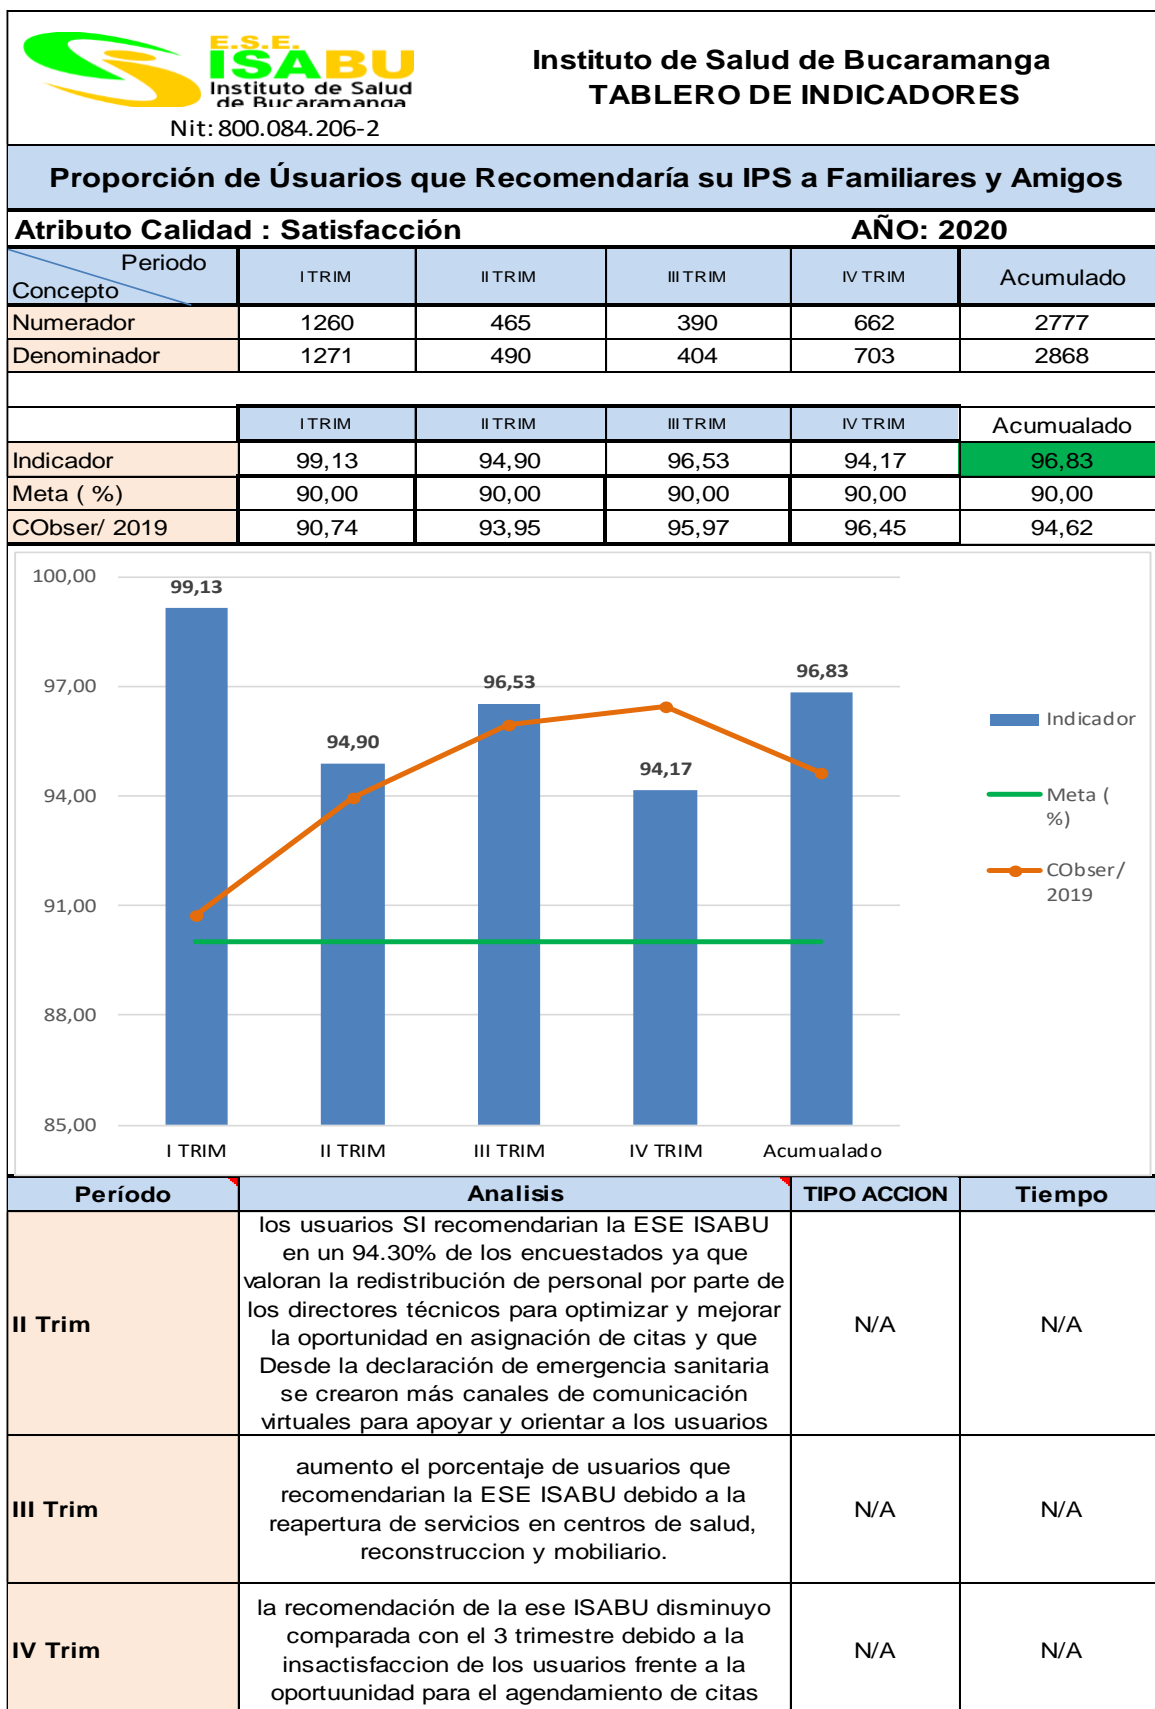 E.S.E.
ISABU
Instituto de Salud
de Bucaramanga
Nit: 800.084.206-2
Instituto de Salud de Bucaramanga
TABLERO DE INDICADORES
Proporción de Úsuarios que Recomendaría su IPS a Familiares y Amigos
Atributo Calidad : Satisfacción AÑO: 2020
Periodo
Concepto I TRIM II TRIM III TRIM IV TRIM Acumulado
Numerador 1260 465 390 662 2777
Denominador 1271 490 404 703 2868
I TRIM II TRIM III TRIM IV TRIM Acumualado
Indicador 99,13 94,90 96,53 94,17 96,83
Meta ( %) 90,00 90,00 90,00 90,00 90,00
CObser/ 2019 90,74 93,95 95,97 96,45 94,62
100,00
97,00
94,00
91,00
88,00
85,00
99,13
94,90
96,53
94,17
96,83
I TRIM II TRIM III TRIM IV TRIM Acumualado
Indicador
Meta (
%)
CObser/
2019
Período Analisis TIPO ACCION Tiempo
II Trim
los usuarios SI recomendarian la ESE ISABU
en un 94.30% de los encuestados ya que
valoran la redistribución de personal por parte de
los directores técnicos para optimizar y mejorar
la oportunidad en asignación de citas y que
Desde la declaración de emergencia sanitaria
se crearon más canales de comunicación
virtuales para apoyar y orientar a los usuarios
N/A N/A
III Trim
aumento el porcentaje de usuarios que
recomendarian la ESE ISABU debido a la
reapertura de servicios en centros de salud,
reconstruccion y mobiliario.
N/A N/A
IV Trim
la recomendación de la ese ISABU disminuyo
comparada con el 3 trimestre debido a la
insactisfaccion de los usuarios frente a la
oportuunidad para el agendamiento de citas
N/A N/A